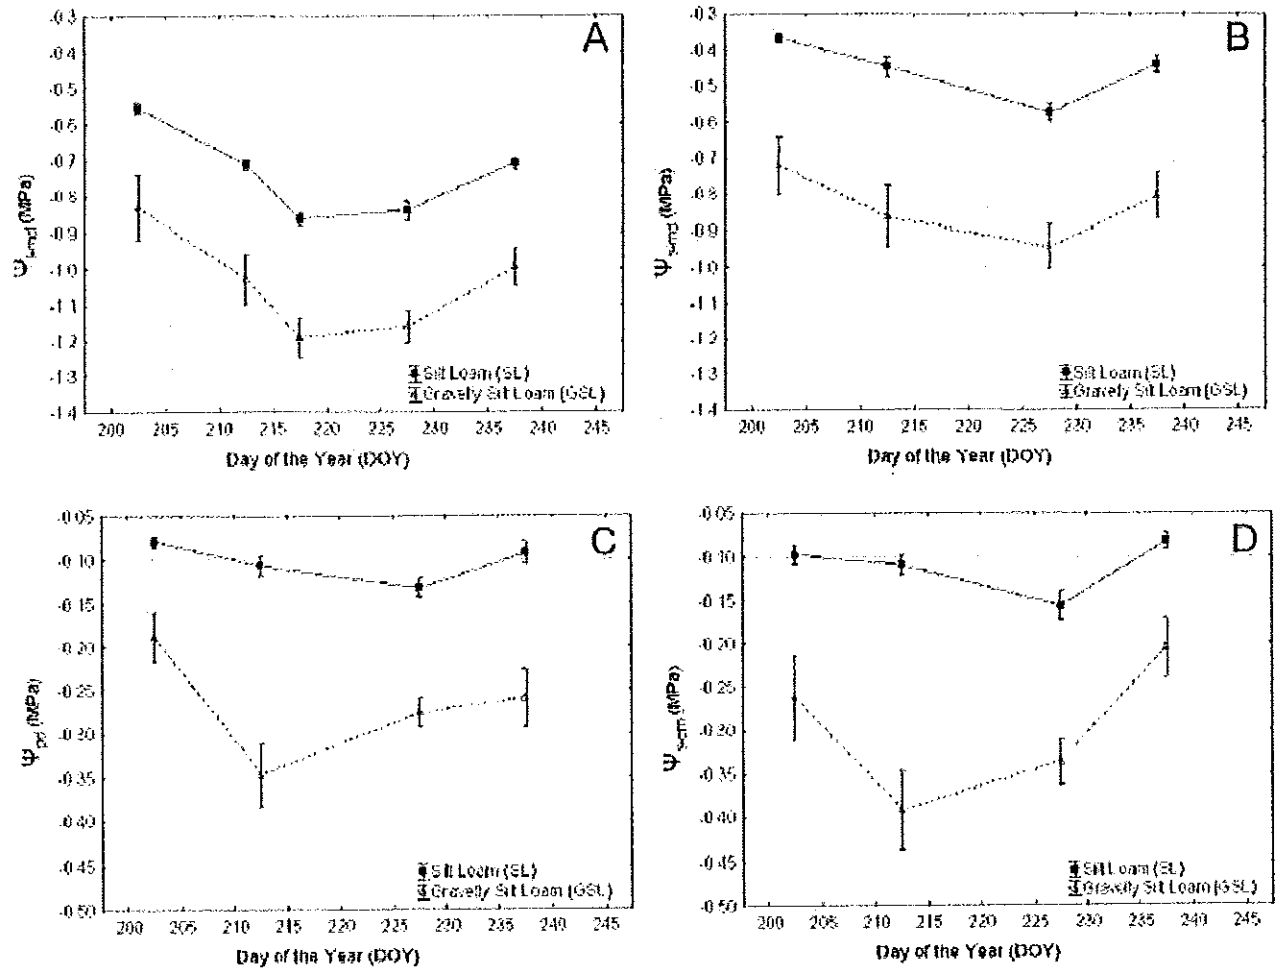 A
-0.3
-0.4
-0.5
-0.6
-0.7
-0.8
-0.9
-1.0
-1.1
-1.2
-1.3
-1.4
(MPa)
Silt Loam (SL)
Gravelly Silt Loam (GSL)
200 205 210 215 220 225 230 235 240 245
Day of the Year (DOY)
B
-0.3
-0.4
-0.5
-0.6
-0.7
-0.8
-0.9
-1.0
-1.1
-1.2
-1.3
-1.4
(MPa)
Silt Loam (SL)
Gravelly Silt Loam (GSL)
200 205 210 215 220 225 230 235 240 245
Day of the Year (DOY)
C
-0.05
-0.10
-0.15
-0.20
-0.25
-0.30
-0.35
-0.40
-0.45
-0.50
Ψpd (MPa)
Silt Loam (SL)
Gravelly Silt Loam (GSL)
200 205 210 215 220 225 230 235 240 245
Day of the Year (DOY)
D
-0.05
-0.10
-0.15
-0.20
-0.25
-0.30
-0.35
-0.40
-0.45
-0.50
(MPa)
Silt Loam (SL)
Gravelly Silt Loam (GSL)
200 205 210 215 220 225 230 235 240 245
Day of the Year (DOY)